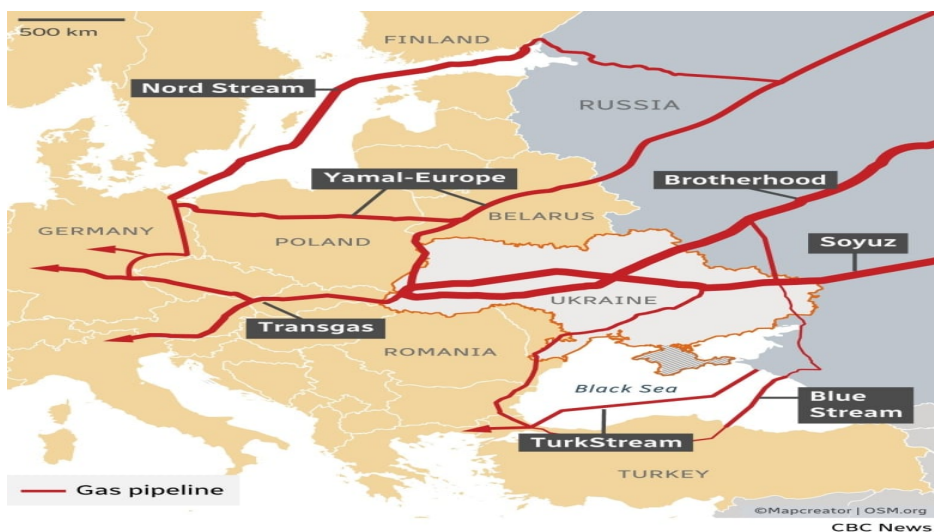 500 km
FINLAND
Nord Stream
RUSSIA
Yamal-Europe
Brotherhood
BELARUS
GERMANY
POLAND
Soyuz
UKRAINE
Transgas
ROMANIA
Black Sea
Blue
Stream
TurkStream
TURKEY
Gas pipeline
©Mapcreator | OSM.org
CBC News